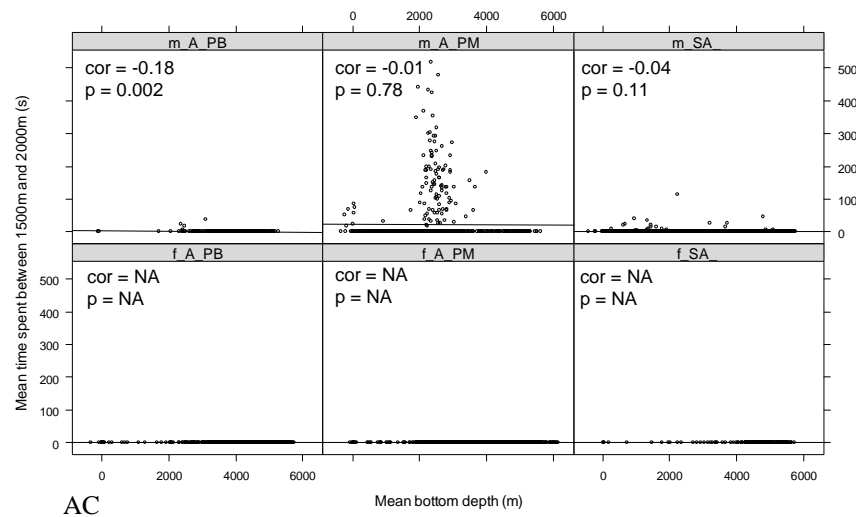 0 2000 4000 6000
m_A_PB m_A_PM m_SA_
cor = -0.18
p = 0.002
cor = -0.01
p = 0.78
cor = -0.04
p = 0.11
500
400
300
200
100
0
f_A_PB f_A_PM f_SA_
cor = NA
p = NA
cor = NA
p = NA
cor = NA
p = NA
500
400
300
200
100
0
0 2000 4000 6000 0 2000 4000 6000
Mean time spent between 1500m and 2000m (s)
Mean bottom depth (m)
AC